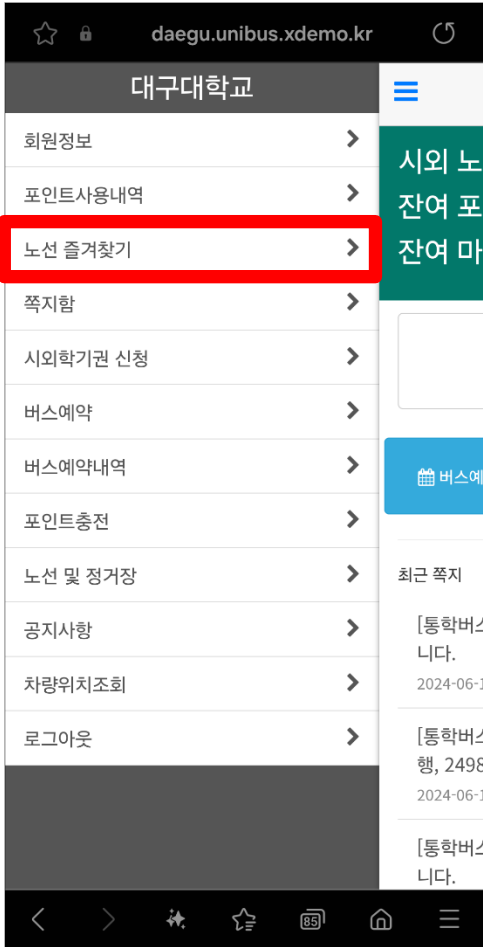 daegu.unibus.xdemo.kr
대구대학교
회원정보
포인트사용내역
노선 즐겨찾기
쪽지함
시외학기권 신청
버스예약
버스예약내역
포인트충전
노선 및 정거장
공지사항
차량위치조회
로그아웃
시외 노
잔여 포
잔여 마
버스예
최근 쪽지
[통학버스
니다.
2024-06-1
[통학버스
행, 2498
2024-06-1
[통학버스
니다.
85